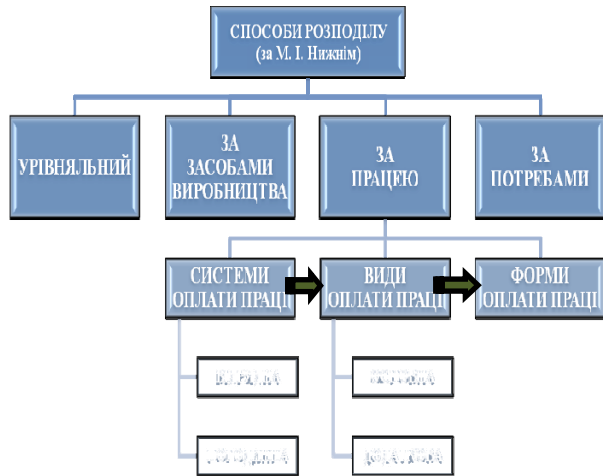 СПОСОБИ РОЗПОДІЛУ
(за М. І. Нижнім)
УРІВНЯЛЬНИЙ
ЗА
ЗАСОБАМИ
ВИРОБНИЦТВА
ЗА
ПРАЦЕЮ
ЗА
ПОТРЕБАМИ
СИСТЕМИ
ОПЛАТИ ПРАЦІ
ВИДИ
ОПЛАТИ ПРАЦІ
ФОРМИ
ОПЛАТИ ПРАЦІ